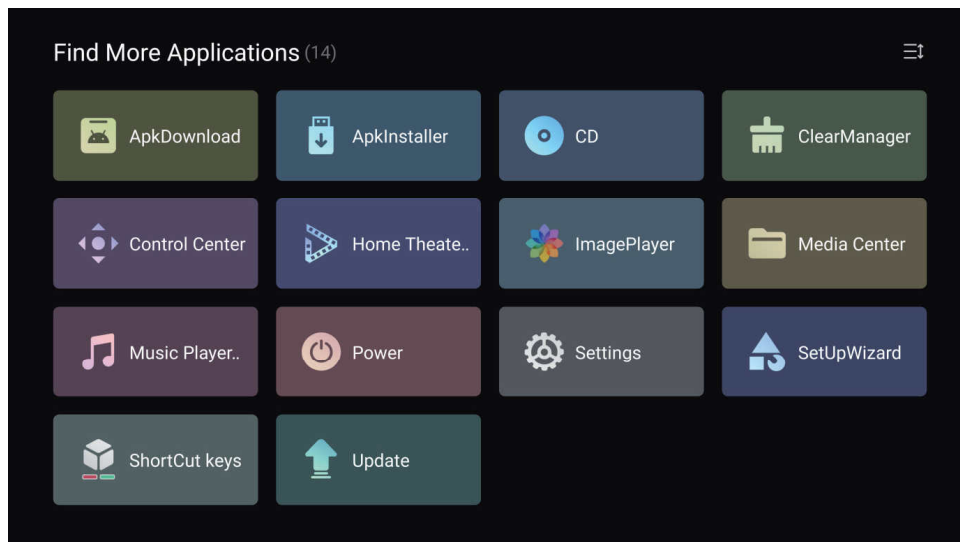 Find More Applications (14)
ApkDownload
ApkInstaller
CD
ClearManager
Control Center
Home Theate..
ImagePlayer
Media Center
Music Player..
Power
Settings
SetUpWizard
ShortCut keys
Update